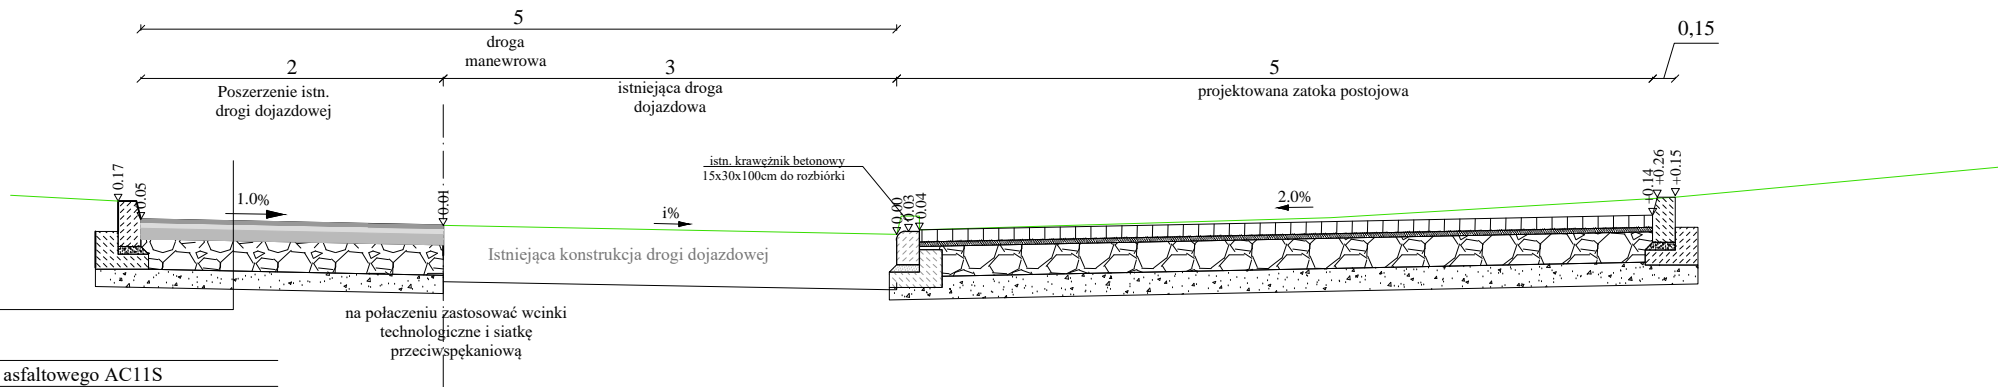 5
droga
manewrowa
0,15
2
3
5
Poszerzenie istn.
drogi dojazdowej
istniejąca droga
dojazdowa
projektowana zatoka postojowa
istn. krawężnik betonowy
15x30x100cm do rozbiórki
0.17
0.05
1.0%
0.01
i%
0.00
0.03
0.04
2.0%
+0.14
+0.26
+0.15
Istniejąca konstrukcja drogi dojazdowej
na połaczeniu zastosować wcinki
technologiczne i siatkę
przeciwspękaniową
asfaltowego AC11S